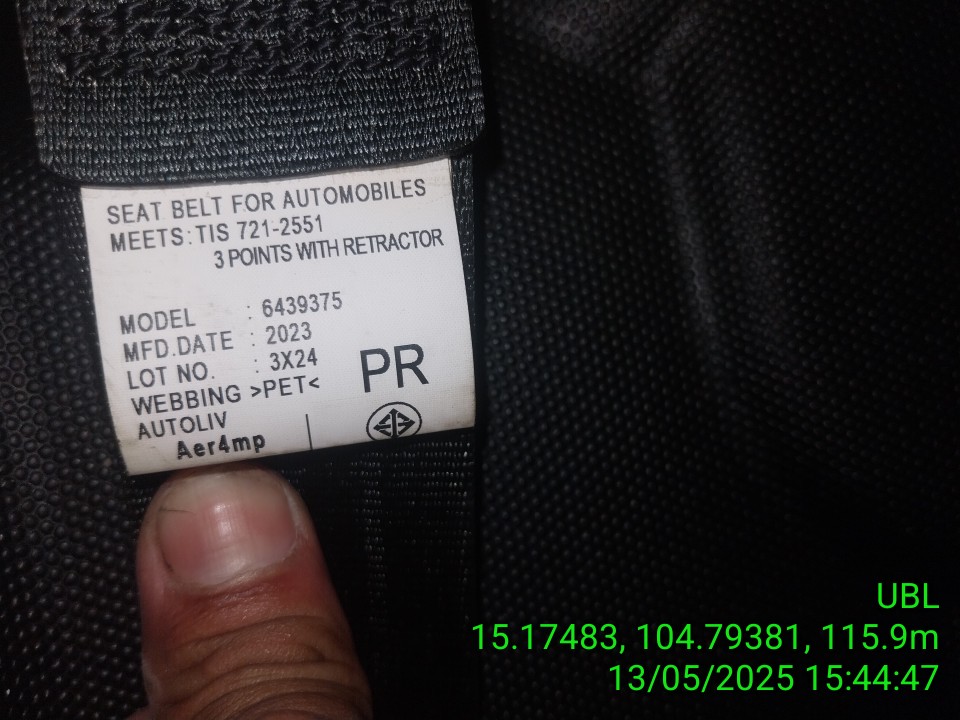 SEAT BELT FOR AUTOMOBILES
MEETS: TIS 721-2551
3 POINTS WITH RETRACTOR
MODEL : 6439375
MFD.DATE : 2023
LOT NO. : 3X24
WEBBING >PET<
PR
AUTOLIV
Aer4mp
UBL
15.17483, 104.79381, 115.9m
13/05/2025 15:44:47